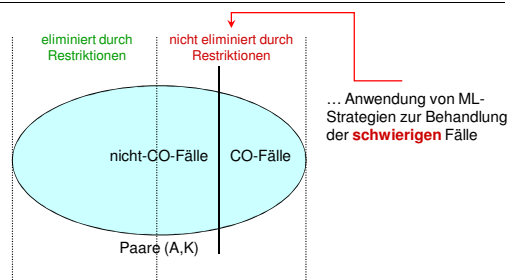 eliminiert durch
Restriktionen
nicht eliminiert durch
Restriktionen
… Anwendung von ML-
Strategien zur Behandlung
der schwierigen Fälle
nicht-CO-Fälle
CO-Fälle
Paare (A,K)